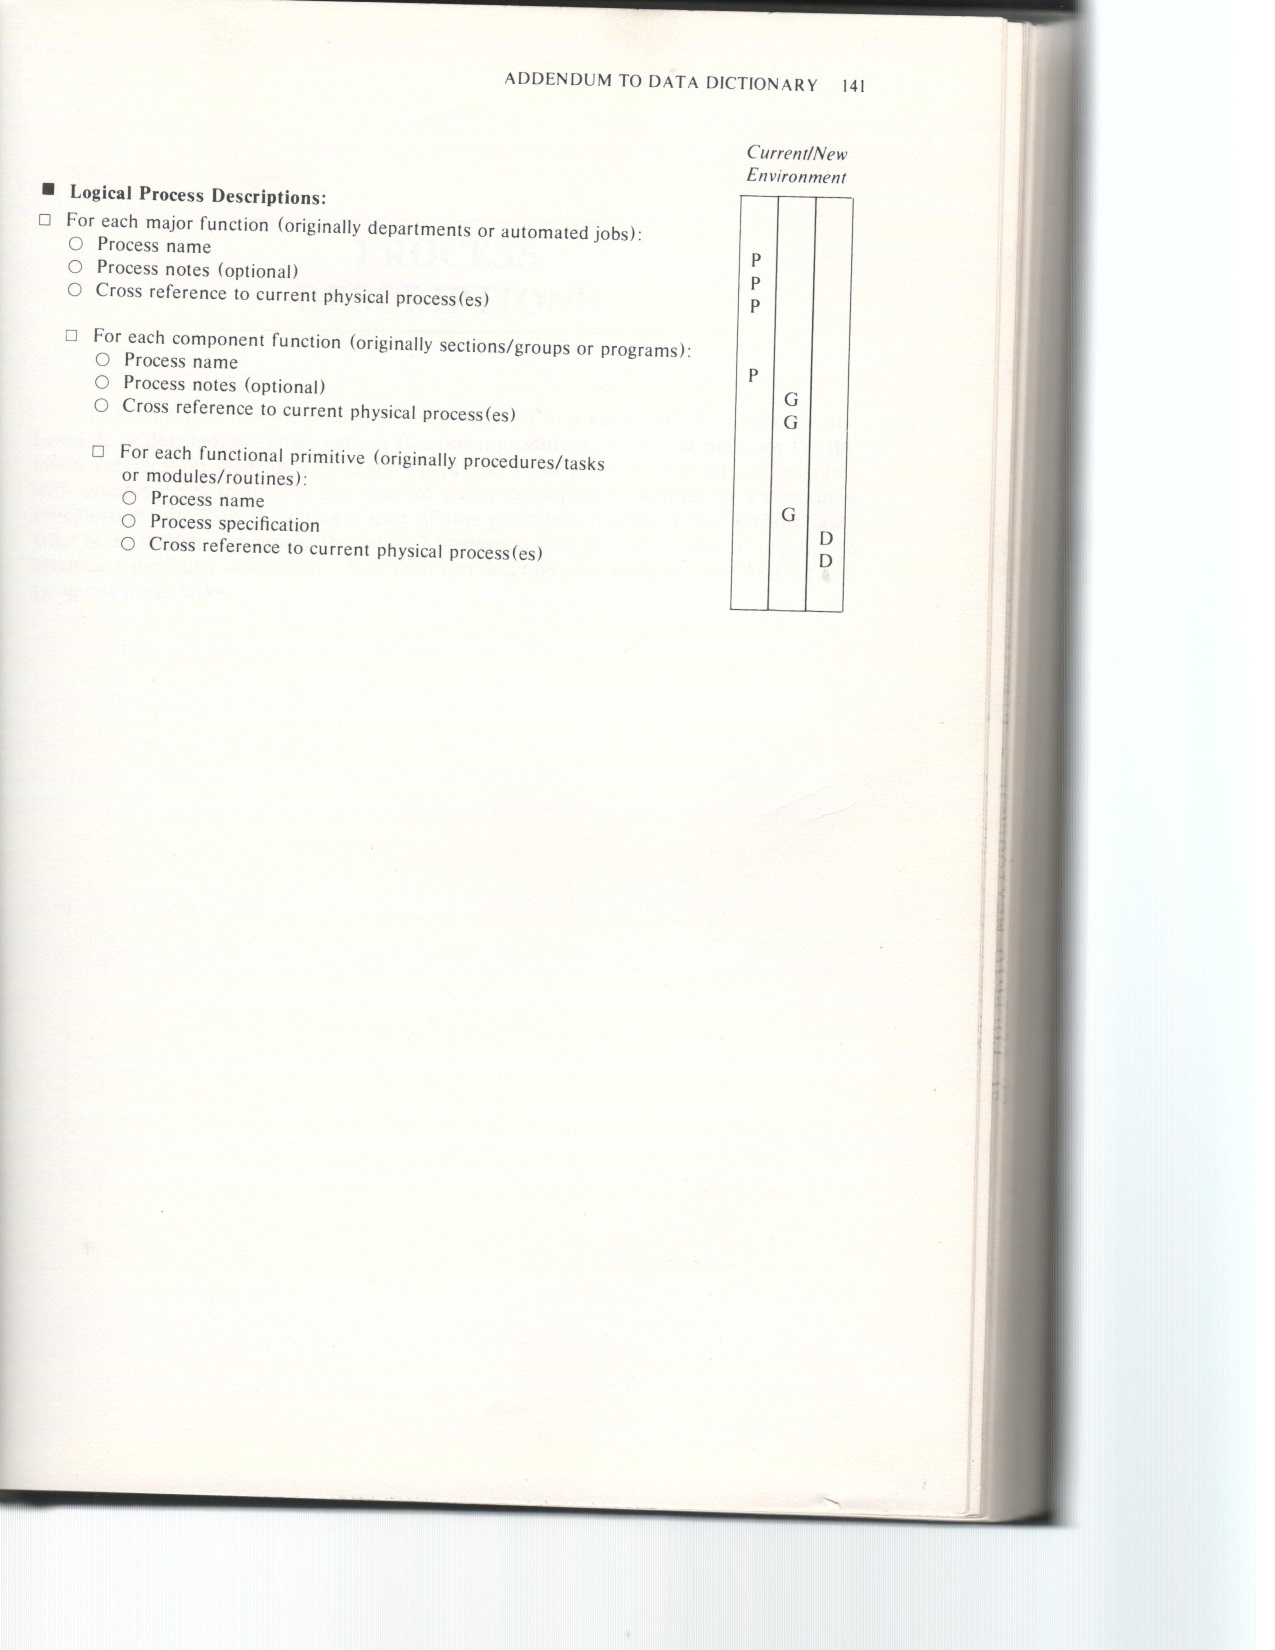 ADDENDUM TO DATA DICTIONARY 141
Current/New
Environment
■ Logical Process Descriptions:
□ For each major function (originally departments or automated jobs):
○ Process name P
○ Process notes (optional) P
○ Cross reference to current physical process(es) P
□ For each component function (originally sections/groups or programs):
○ Process name P
○ Process notes (optional) G
○ Cross reference to current physical process(es) G
□ For each functional primitive (originally procedures/tasks
or modules/routines):
○ Process name G
○ Process specification D
○ Cross reference to current physical process(es) D